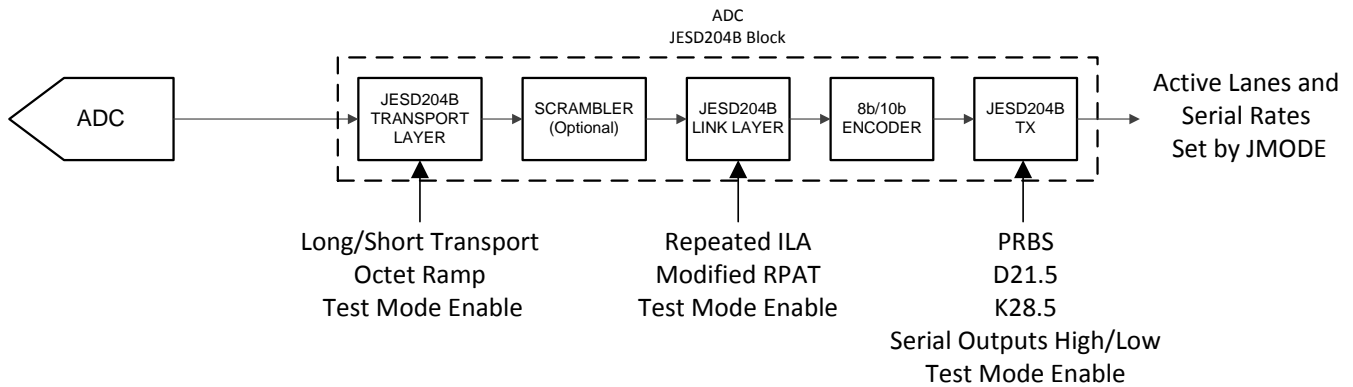 ADC
JESD204B Block
ADC
JESD204B
TRANSPORT
LAYER
SCRAMBLER
(Optional)
JESD204B
LINK LAYER
8b/10b
ENCODER
JESD204B
TX
Active Lanes and
Serial Rates
Set by JMODE
Long/Short Transport
Octet Ramp
Test Mode Enable
Repeated ILA
Modified RPAT
Test Mode Enable
PRBS
D21.5
K28.5
Serial Outputs High/Low
Test Mode Enable